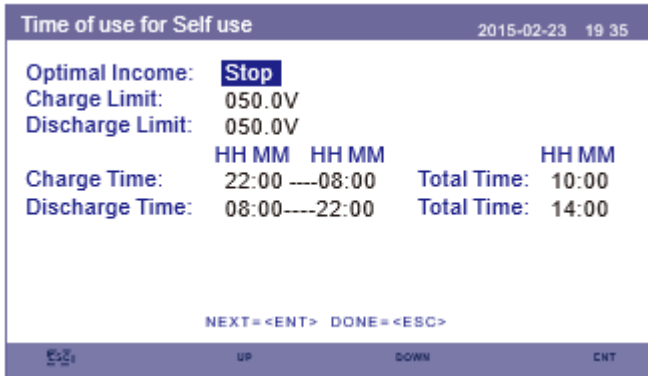 Time of use for Self use 2015-02-23 19 35
Optimal Income: Stop
Charge Limit: 050.0V
Discharge Limit: 050.0V
HH MM HH MM HH MM
Charge Time: 22:00 ----08:00 Total Time: 10:00
Discharge Time: 08:00----22:00 Total Time: 14:00
NEXT=<ENT> DONE=<ESC>
UP DOWN ENT